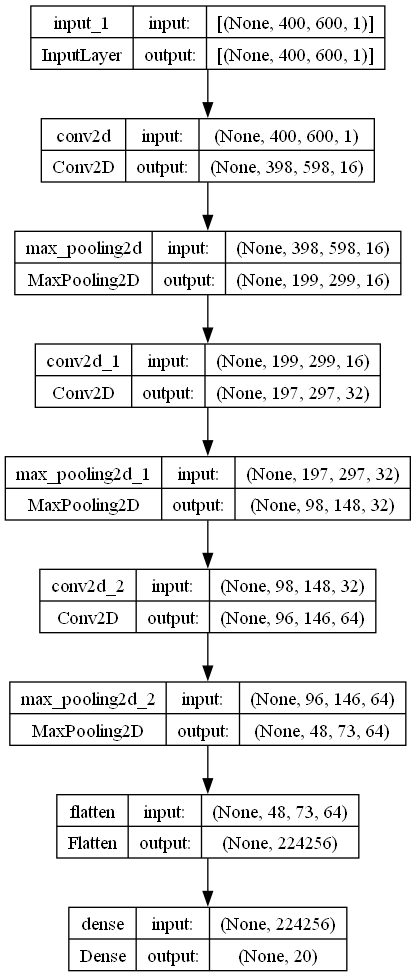 input_1 input: [(None, 400, 600, 1)]
InputLayer output: [(None, 400, 600, 1)]
conv2d input: (None, 400, 600, 1)
Conv2D output: (None, 398, 598, 16)
max_pooling2d input: (None, 398, 598, 16)
MaxPooling2D output: (None, 199, 299, 16)
conv2d_1 input: (None, 199, 299, 16)
Conv2D output: (None, 197, 297, 32)
max_pooling2d_1 input: (None, 197, 297, 32)
MaxPooling2D output: (None, 98, 148, 32)
conv2d_2 input: (None, 98, 148, 32)
Conv2D output: (None, 96, 146, 64)
max_pooling2d_2 input: (None, 96, 146, 64)
MaxPooling2D output: (None, 48, 73, 64)
flatten input: (None, 48, 73, 64)
Flatten output: (None, 224256)
dense input: (None, 224256)
Dense output: (None, 20)